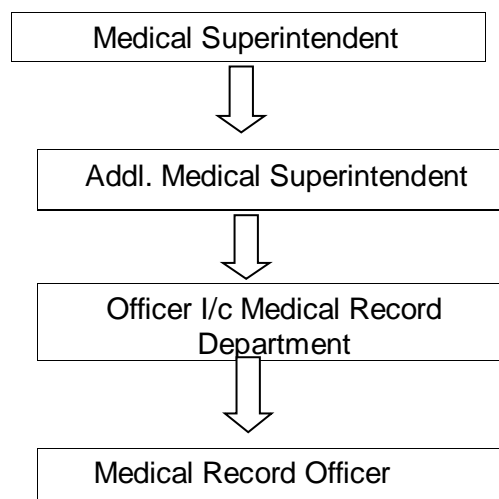 Medical Superintendent
Addl. Medical Superintendent
Officer I/c Medical Record
Department
Medical Record Officer